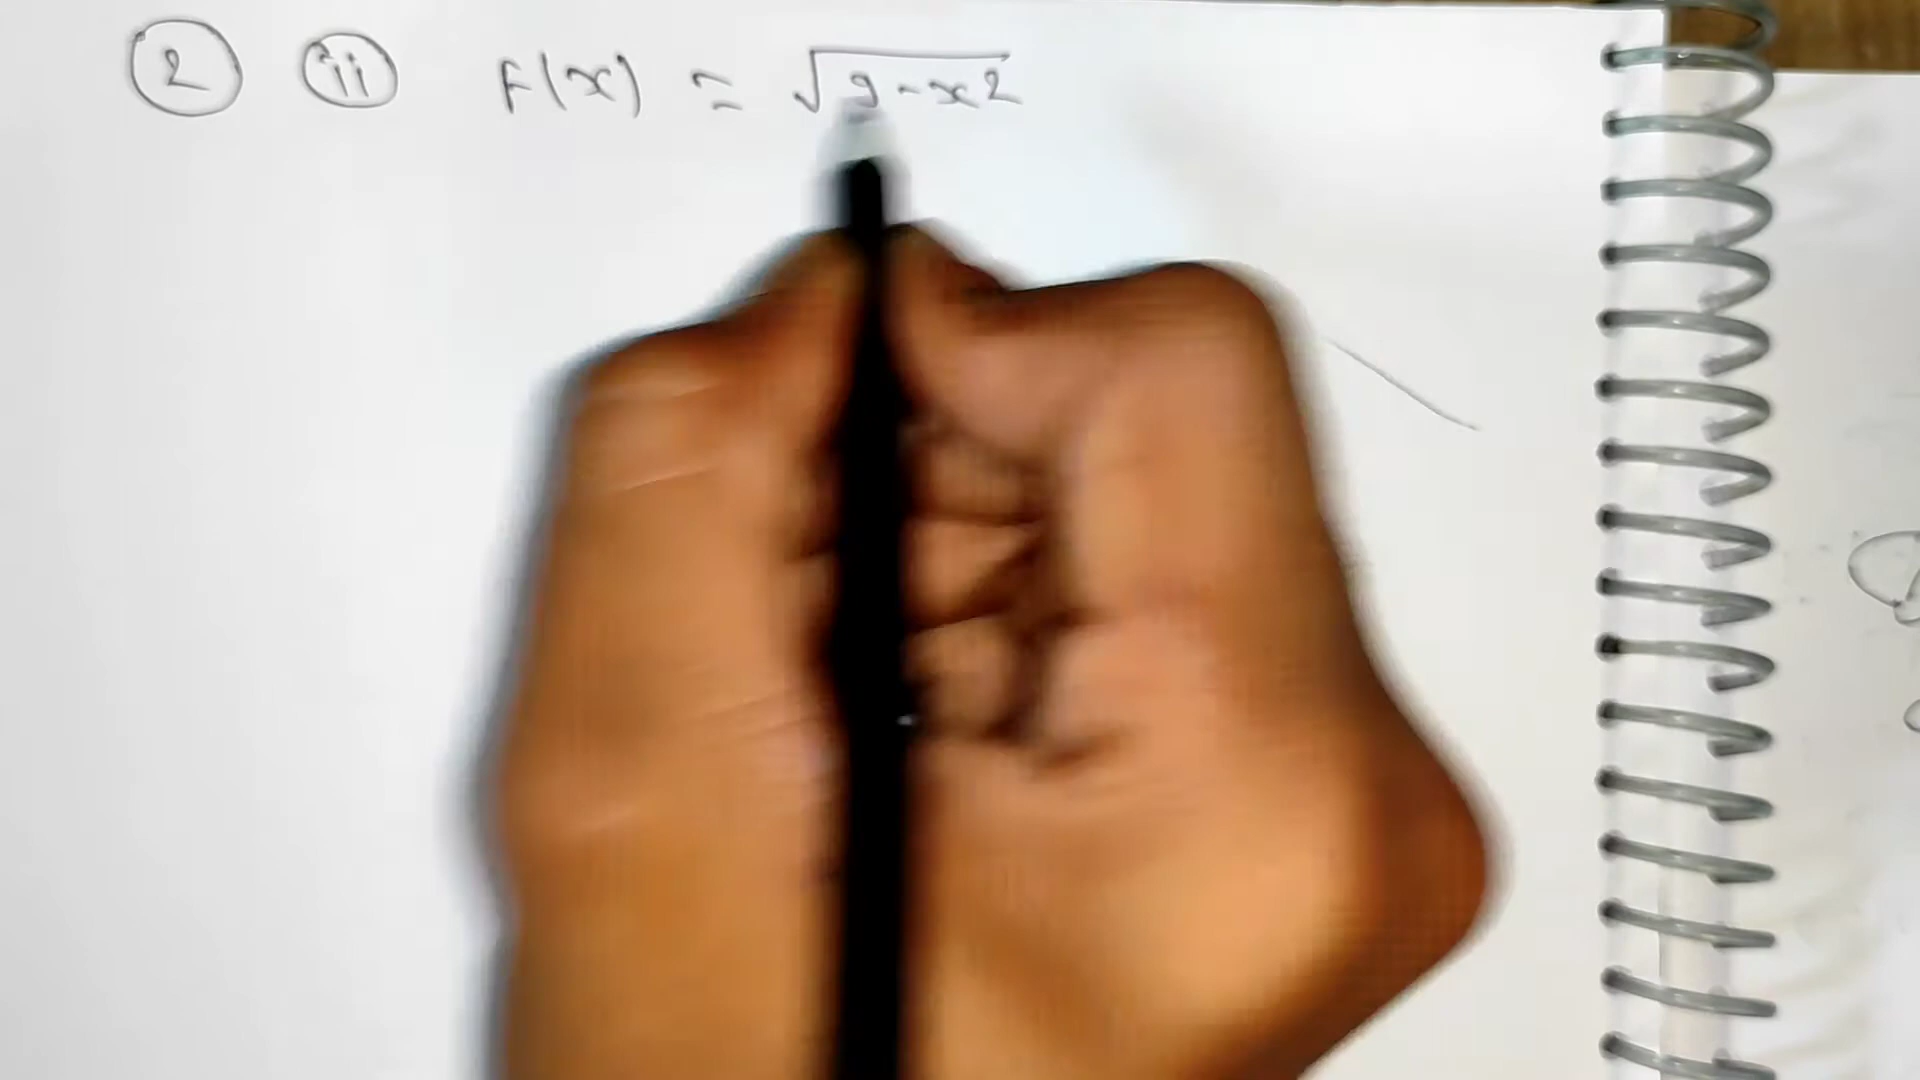 2 ii f(x) = √9-x2